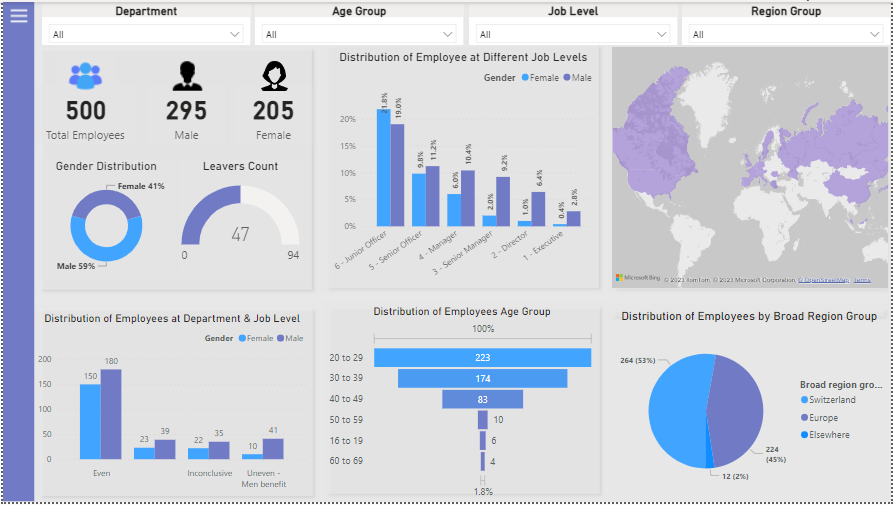 Department
Age Group
Job Level
Region Group
All
All
All
All
500
Total Employees
295
Male
205
Female
Gender Distribution
Female 41%
Male 59%
Leavers Count
47
0
94
Distribution of Employee at Different Job Levels
Gender Female Male
20%
15%
10%
5%
0%
21.8%
19.0%
9.8%
11.2%
6.0%
10.4%
2.0%
9.2%
1.0%
6.4%
0.4%
2.8%
6 - Junior Officer
5 - Senior Officer
4 - Manager
3 - Senior Manager
2 - Director
1 - Executive
Microsoft Bing
© 2023 TomTom, © 2023 Microsoft Corporation, © OpenStreetMap Terms
Distribution of Employees at Department & Job Level
Gender Female Male
200
150
100
50
0
150
180
23
39
22
35
10
41
Even
Inconclusive
Uneven -
Men benefit
Distribution of Employees Age Group
100%
20 to 29
223
30 to 39
174
40 to 49
83
50 to 59
10
16 to 19
6
60 to 69
4
1.8%
Distribution of Employees by Broad Region Group
264 (53%)
224
(45%)
12 (2%)
Broad region gro...
Switzerland
Europe
Elsewhere